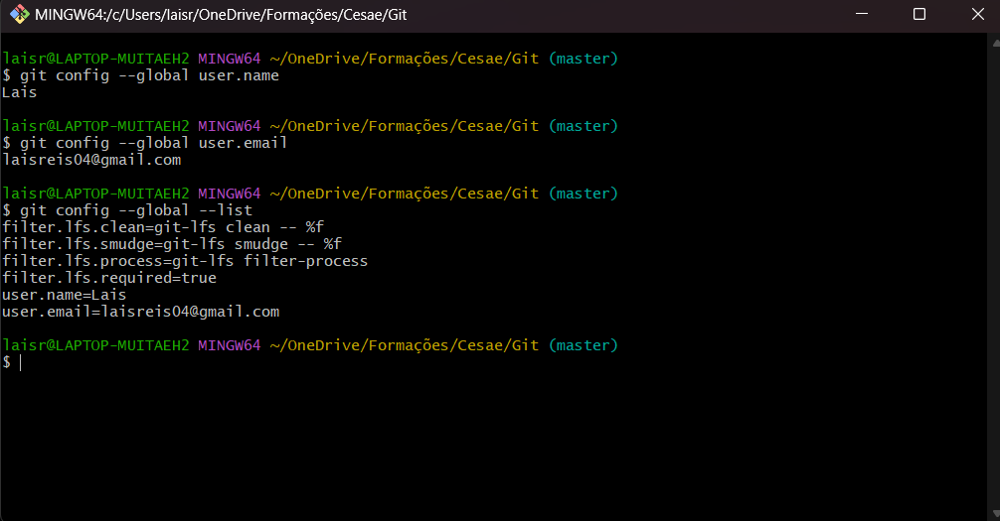 MINGW64:/c/Users/laisr/OneDrive/Formações/Cesae/Git
laisr@LAPTOP-MUITAEH2 MINGW64 ~/OneDrive/Formações/Cesae/Git (master)
$ git config --global user.name
Lais
laisr@LAPTOP-MUITAEH2 MINGW64 ~/OneDrive/Formações/Cesae/Git (master)
$ git config --global user.email
laisreis04@gmail.com
laisr@LAPTOP-MUITAEH2 MINGW64 ~/OneDrive/Formações/Cesae/Git (master)
$ git config --global --list
filter.lfs.clean=git-lfs clean -- %f
filter.lfs.smudge=git-lfs smudge -- %f
filter.lfs.process=git-lfs filter-process
filter.lfs.required=true
user.name=Lais
user.email=laisreis04@gmail.com
laisr@LAPTOP-MUITAEH2 MINGW64 ~/OneDrive/Formações/Cesae/Git (master)
$